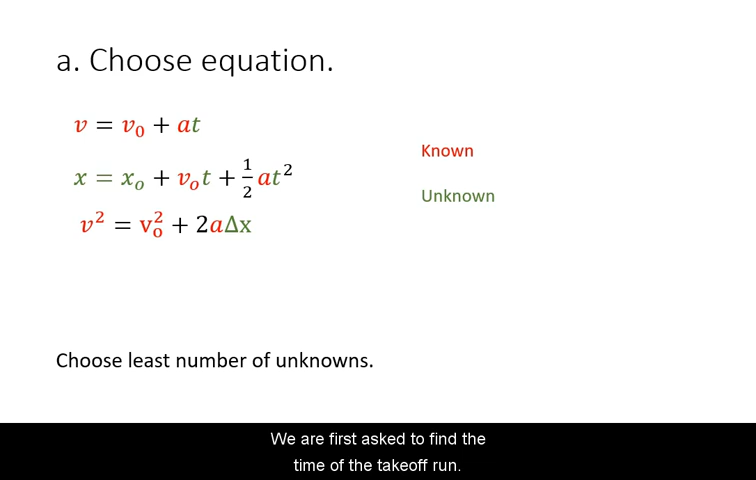 a. Choose equation.
v = v₀ + at
x = xₒ + vₒt + 1/2 at²
v² = vₒ² + 2aΔx
Known
Unknown
Choose least number of unknowns.
We are first asked to find the
time of the takeoff run.